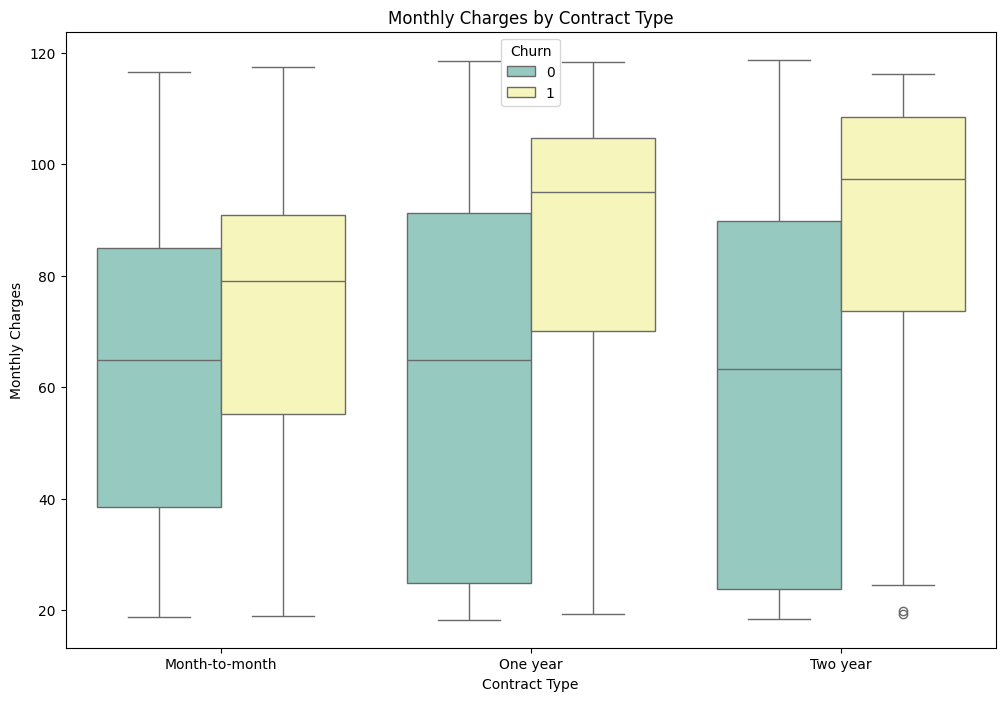 Monthly Charges by Contract Type
Churn
0
1
Monthly Charges
120
100
80
60
40
20
Month-to-month
One year
Two year
Contract Type